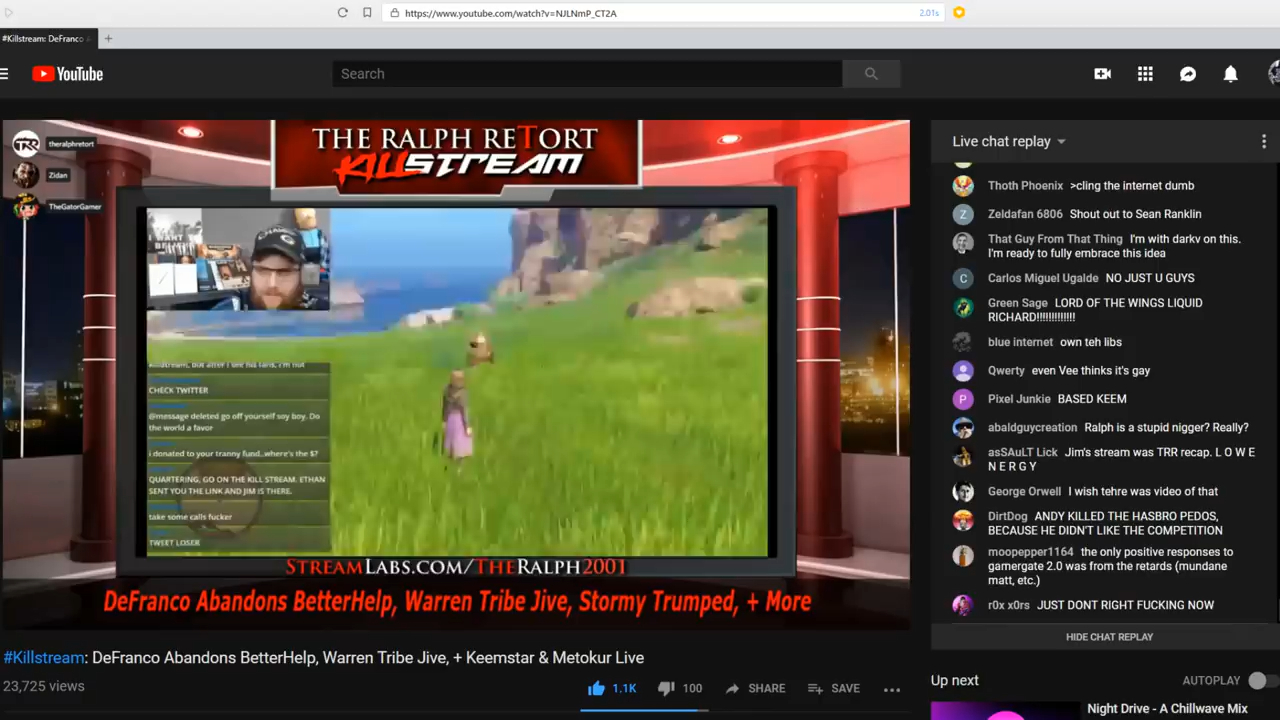 https://www.youtube.com/watch?v=NJLNmP_CT2A
2.01s
#Killstream: DeFranco
YouTube
Search
TRR
theralphretort
Zidan
TheGatorGamer
THE RALPH RETORT
KILLSTREAM
killstream, but after I see his fans, I'm not
CHECK TWITTER
@message deleted go off yourself soy boy. Do
the world a favor
i donated to your tranny fund..where's the $?
QUARTERING, GO ON THE KILL STREAM. ETHAN
SENT YOU THE LINK AND JIM IS THERE.
take some calls fucker
TWEET LOSER
STREAMLABS.COM/THERALPH2001
DeFranco Abandons BetterHelp, Warren Tribe Jive, Stormy Trumped, + More
#Killstream: DeFranco Abandons BetterHelp, Warren Tribe Jive, + Keemstar & Metokur Live
23,725 views
1.1K
100
SHARE
SAVE
Live chat replay
Thoth Phoenix >cling the internet dumb
Z
Zeldafan 6806 Shout out to Sean Ranklin
That Guy From That Thing I'm with darkv on this.
I'm ready to fully embrace this idea
C
Carlos Miguel Ugalde NO JUST U GUYS
Green Sage LORD OF THE WINGS LIQUID
RICHARD!!!!!!!!!!!!!
blue internet own teh libs
Qwerty even Vee thinks it's gay
P
Pixel Junkie BASED KEEM
abaldguycreation Ralph is a stupid nigger? Really?
asSAuLT Lick Jim's stream was TRR recap. L O W E
N E R G Y
George Orwell I wish tehre was video of that
DirtDog ANDY KILLED THE HASBRO PEDOS,
BECAUSE HE DIDN'T LIKE THE COMPETITION
moopepper1164 the only positive responses to
gamergate 2.0 was from the retards (mundane
matt, etc.)
r0x x0rs JUST DONT RIGHT FUCKING NOW
HIDE CHAT REPLAY
Up next
AUTOPLAY
Night Drive - A Chillwave Mix